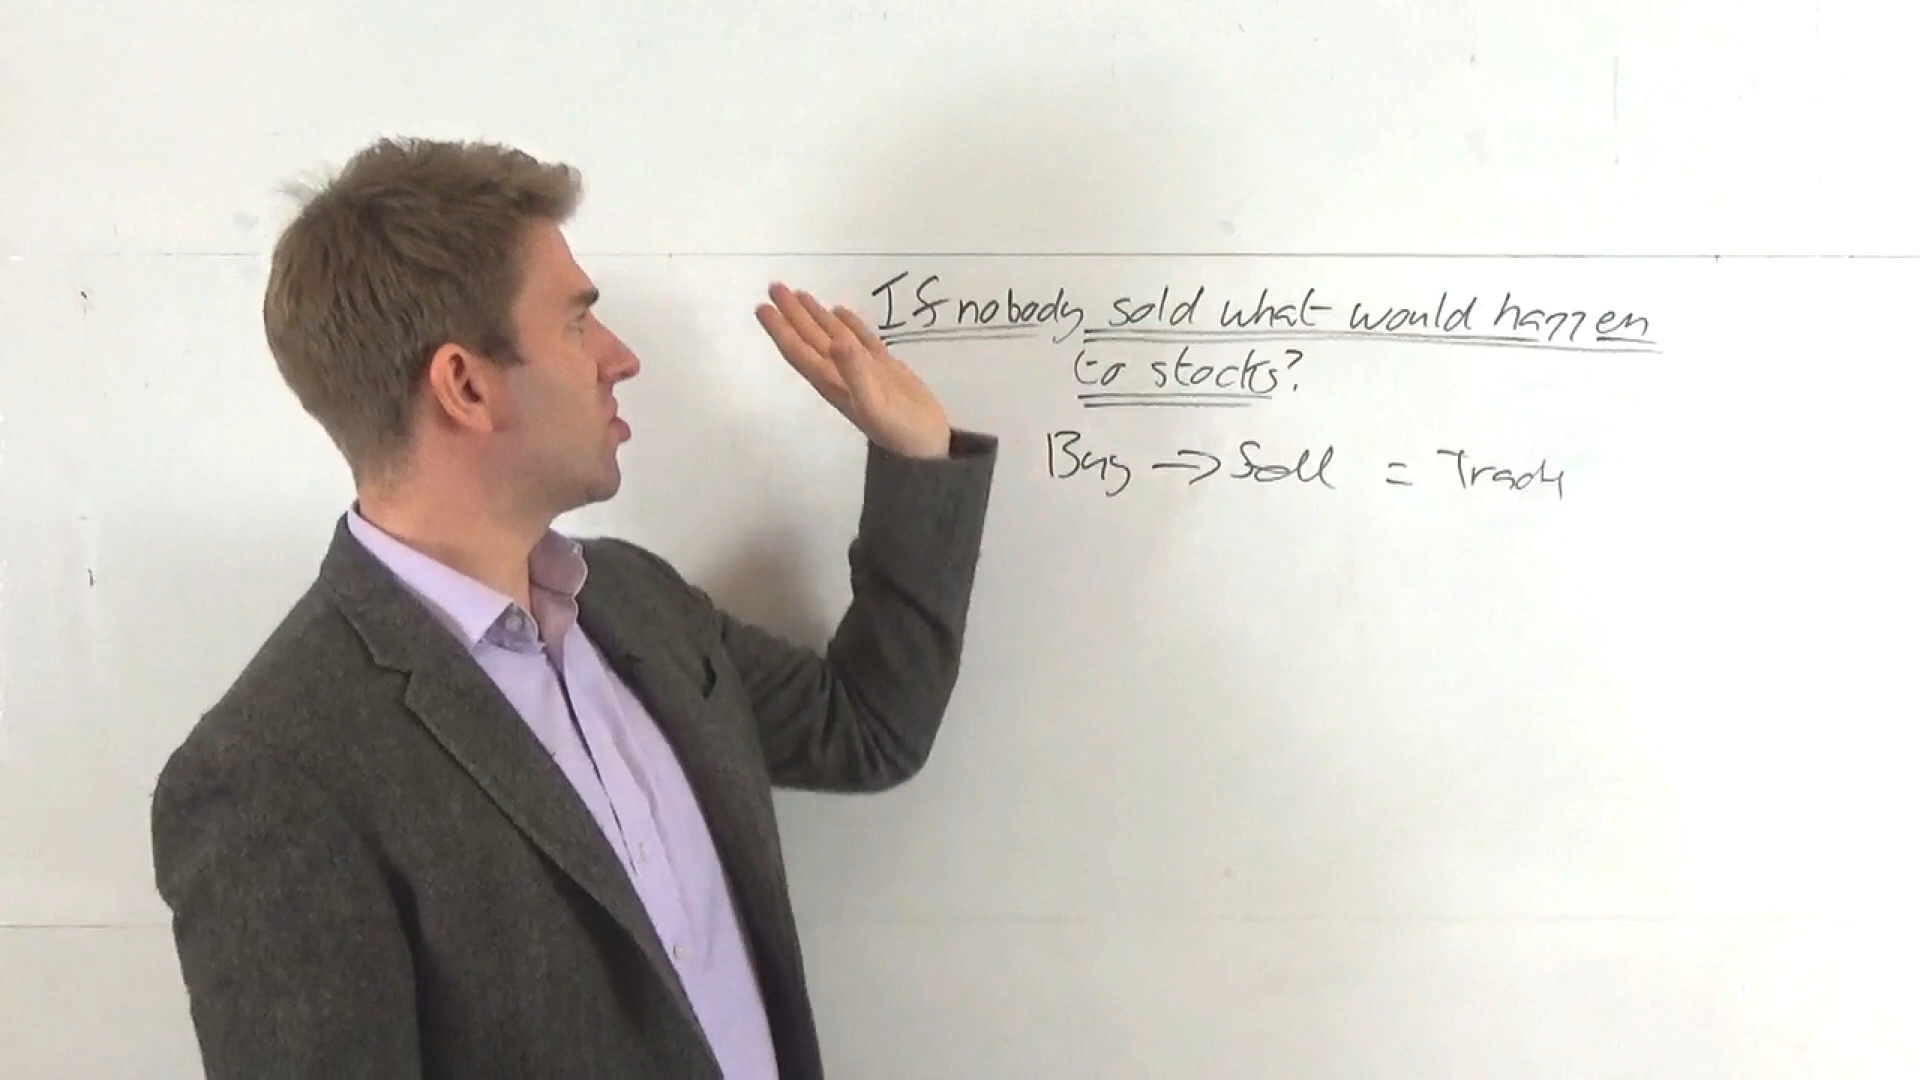 If nobody sold what would happen
to stocks?
Buy → Sell = Trade